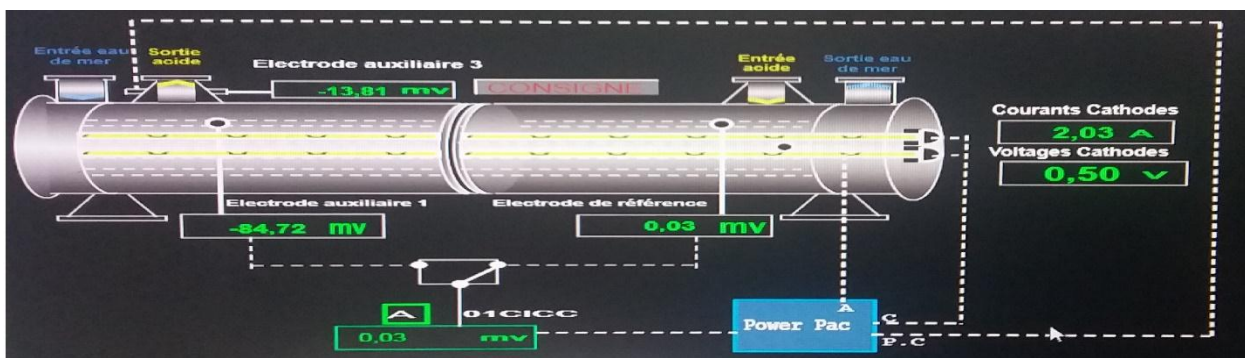 Entrée eau
de mer
Sortie
acide
Electrode auxiliaire 3
-13,81 mv
CONSIGNE
Entrée
acide
Sortie eau
de mer
Courants Cathodes
2,03 A
Voltages Cathodes
0,50 v
Electrode auxiliaire 1
-84,72 mv
Electrode de référence
0,03 mv
A
01CICC
0,03 mv
Power Pac
A
C
P.C